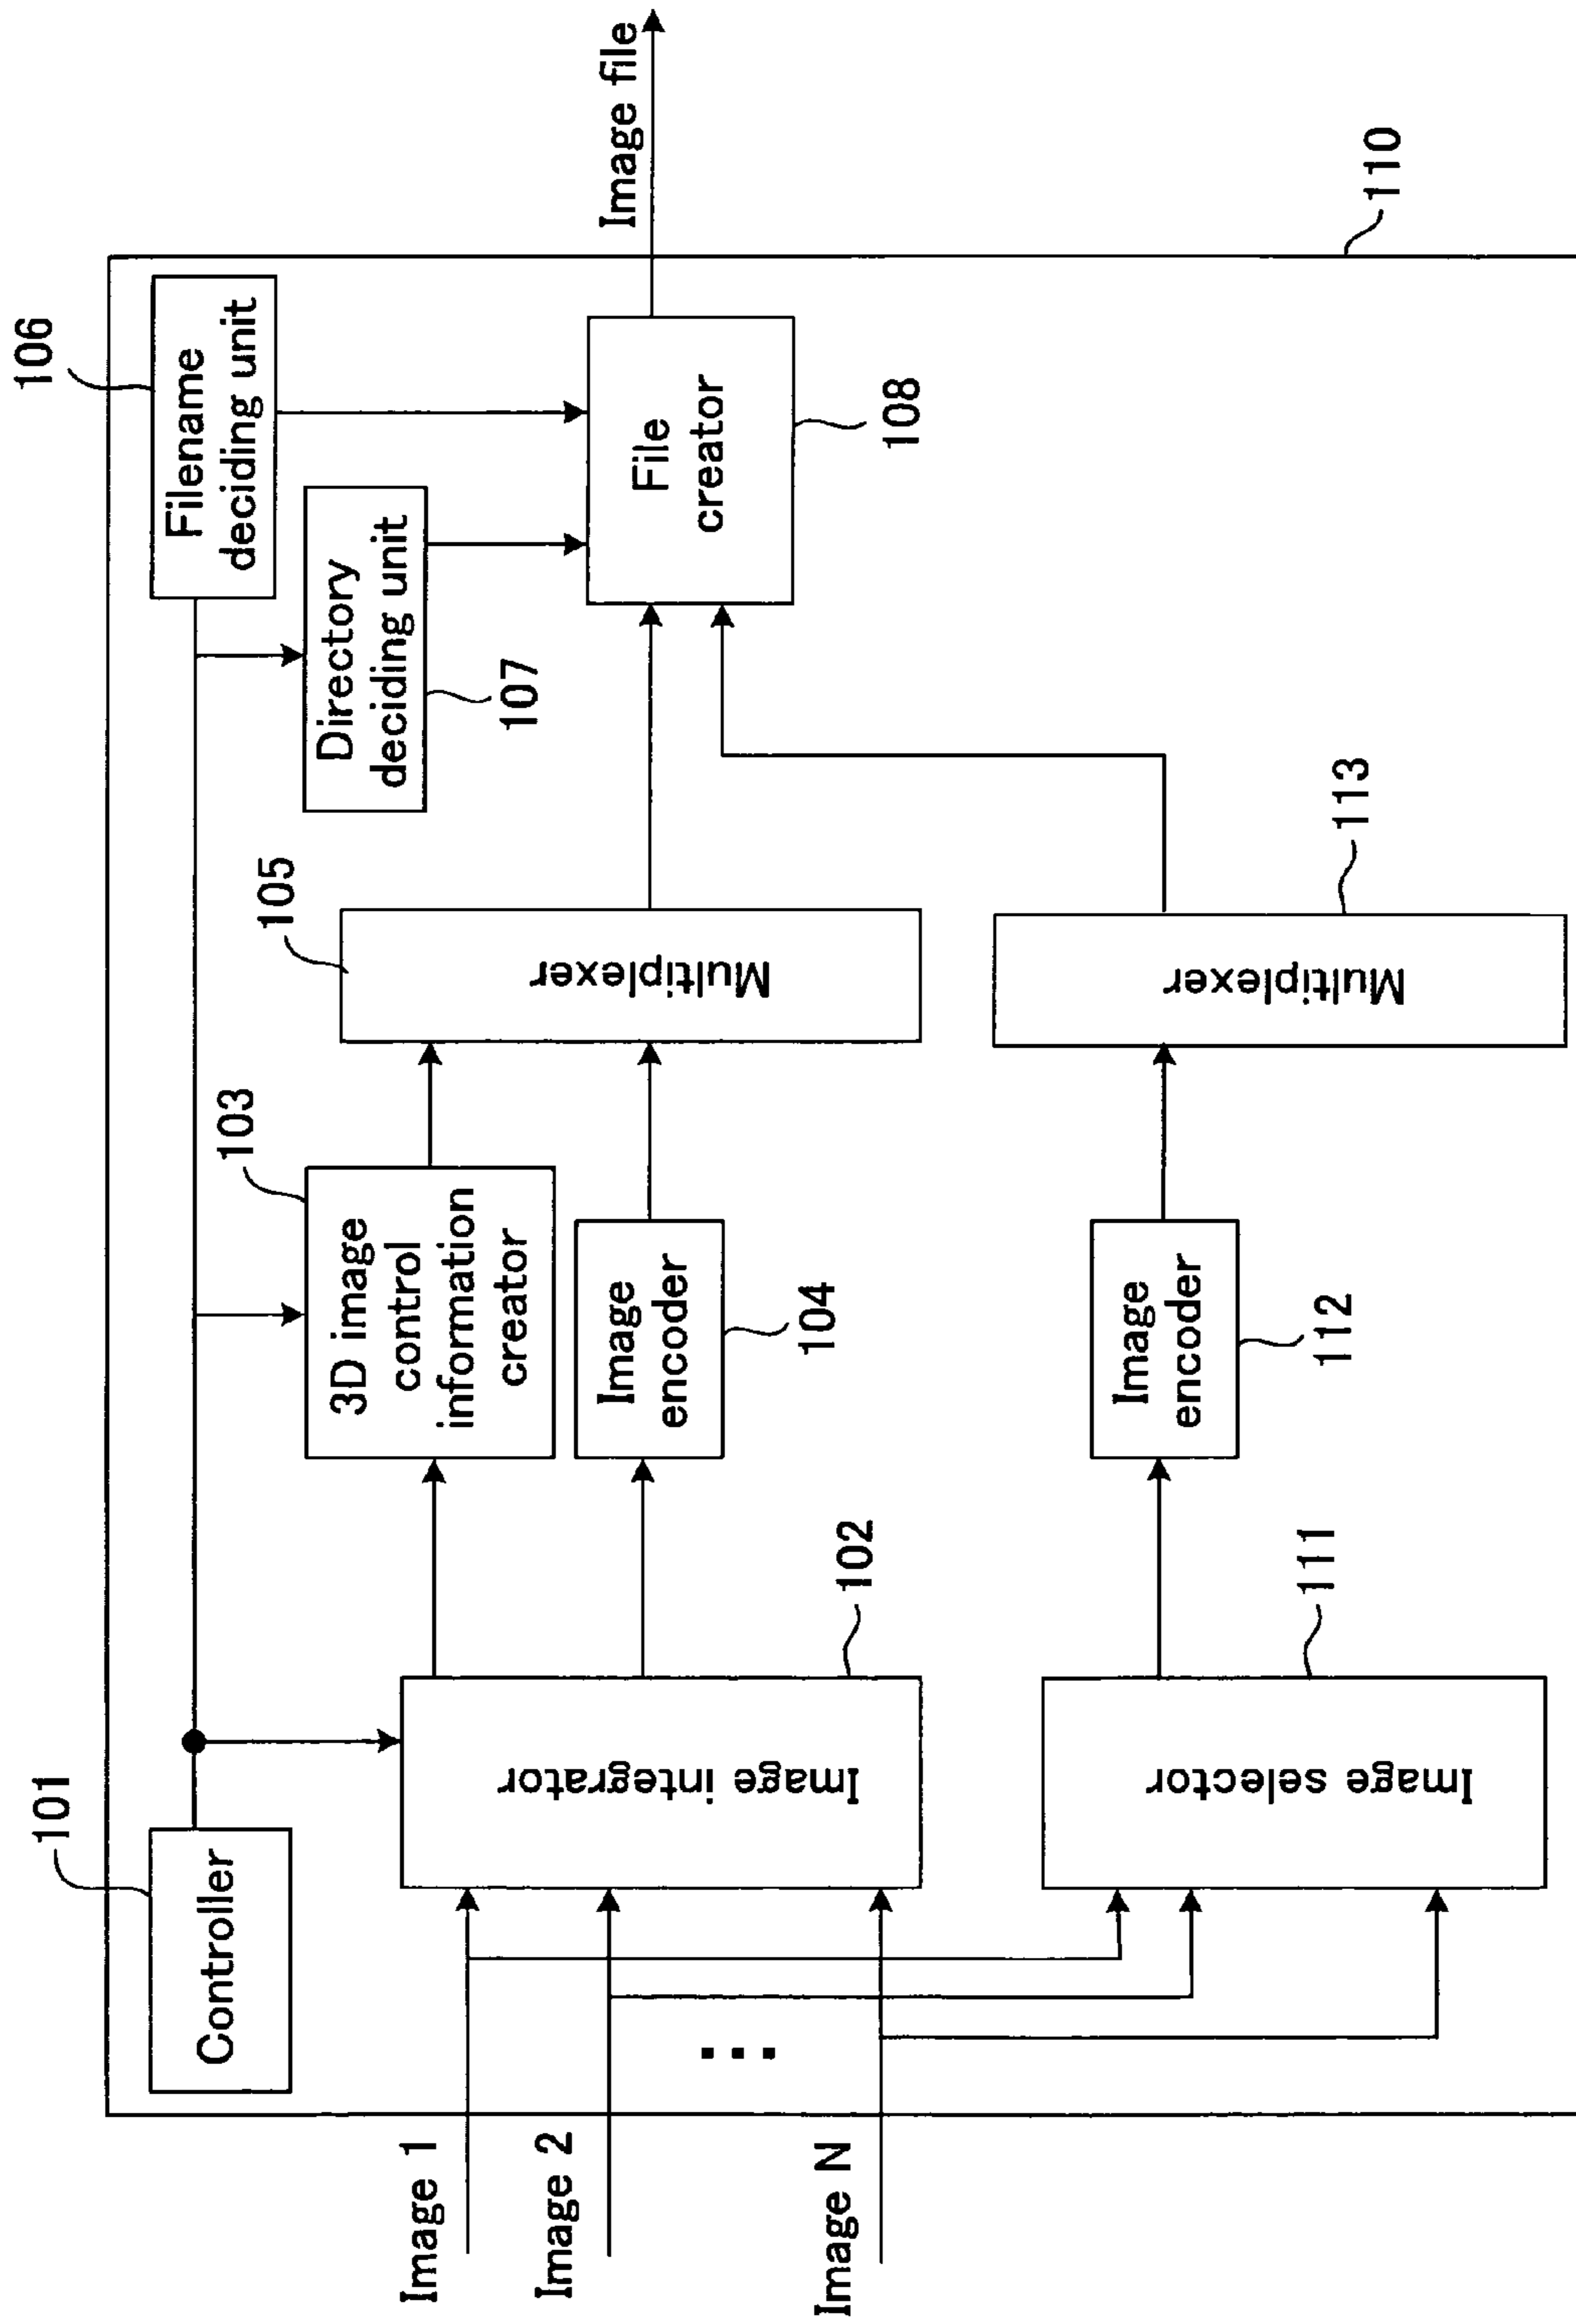 101
Controller
106
Filename
deciding unit
Directory
deciding unit
107
103
3D image
control
information
creator
105
Multiplexer
Image 1
Image 2
Image N
...
Image integrator
102
Image
encoder
104
File
creator
108
Image file
Image selector
111
Image
encoder
112
Multiplexer
113
110